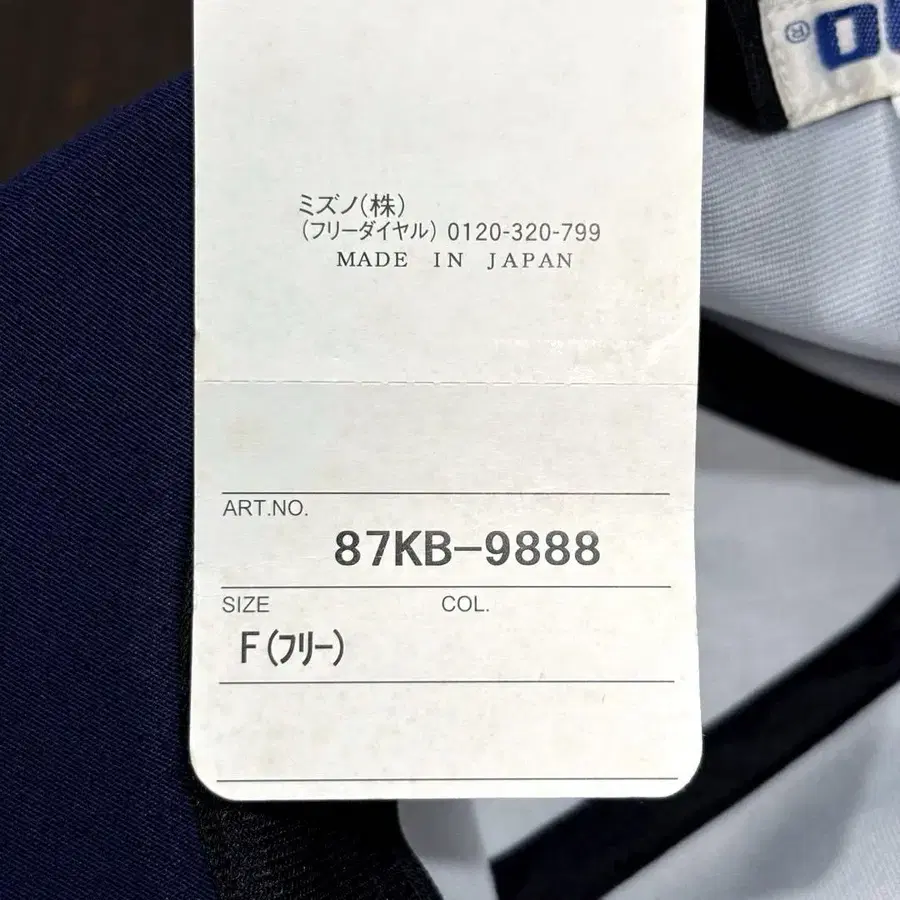 ®
ミズノ(株)
(フリーダイヤル) 0120-320-799
MADE IN JAPAN
ART.NO.
87KB-9888
SIZE COL.
F(フリー)